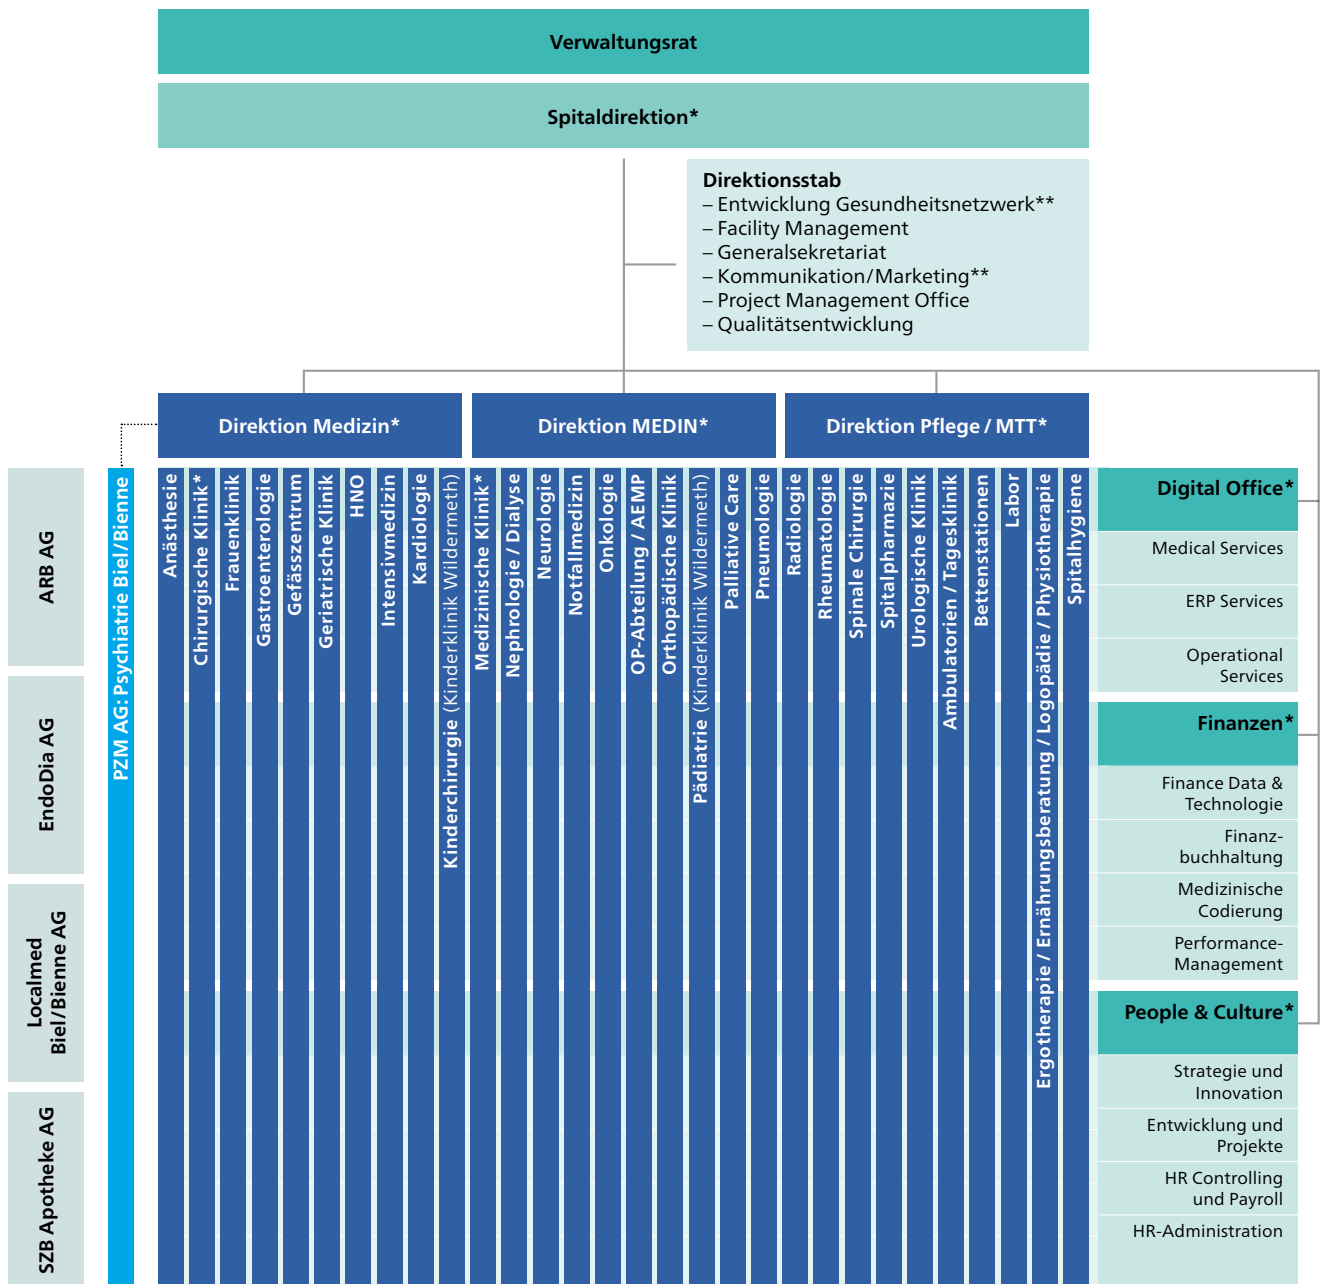 Verwaltungsrat
Spitaldirektion*
Direktionsstab
– Entwicklung Gesundheitsnetzwerk**
– Facility Management
– Generalsekretariat
– Kommunikation/Marketing**
– Project Management Office
– Qualitätsentwicklung
Direktion Medizin*
Direktion MEDIN*
Direktion Pflege / MTT*
ARB AG
EndoDia AG
Localmed
Biel/Bienne AG
SZB Apotheke AG
PZM AG: Psychiatrie Biel/Bienne
Anästhesie
Chirurgische Klinik*
Frauenklinik
Gastroenterologie
Gefässzentrum
Geriatrische Klinik
HNO
Intensivmedizin
Kardiologie
Kinderchirurgie (Kinderklinik Wildermeth)
Medizinische Klinik*
Nephrologie / Dialyse
Neurologie
Notfallmedizin
Onkologie
OP-Abteilung / AEMP
Orthopädische Klinik
Pädiatrie (Kinderklinik Wildermeth)
Palliative Care
Pneumologie
Radiologie
Rheumatologie
Spinale Chirurgie
Spitalpharmazie
Urologische Klinik
Ambulatorien / Tagesklinik
Bettenstationen
Labor
Ergotherapie / Ernährungsberatung / Logopädie / Physiotherapie
Spitalhygiene
Digital Office*
Medical Services
ERP Services
Operational
Services
Finanzen*
Finance Data &
Technologie
Finanz-
buchhaltung
Medizinische
Codierung
Performance-
Management
People & Culture*
Strategie und
Innovation
Entwicklung und
Projekte
HR Controlling
und Payroll
HR-Administration